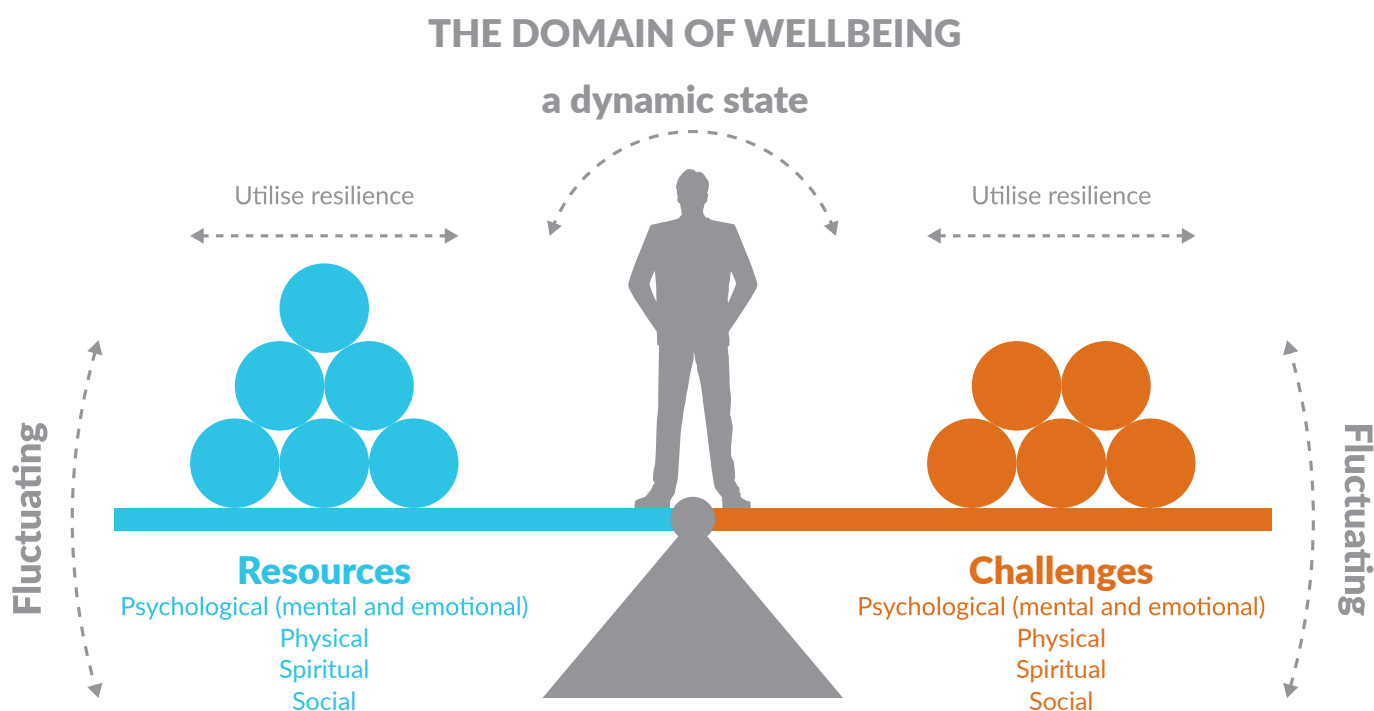 THE DOMAIN OF WELLBEING
a dynamic state
Utilise resilience
Utilise resilience
Fluctuating
Fluctuating
Resources
Psychological (mental and emotional)
Physical
Spiritual
Social
Challenges
Psychological (mental and emotional)
Physical
Spiritual
Social